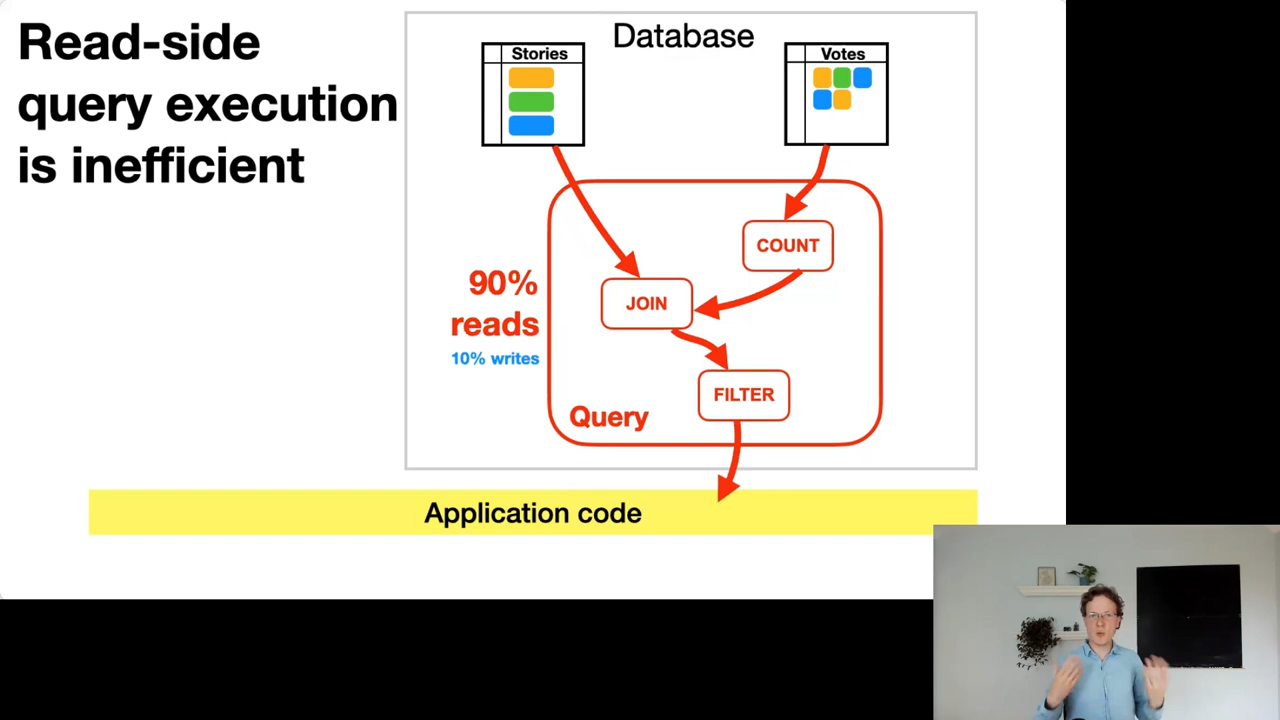 Read-side
query execution
is inefficient
Database
Stories
Votes
COUNT
JOIN
90%
reads
10% writes
FILTER
Query
Application code